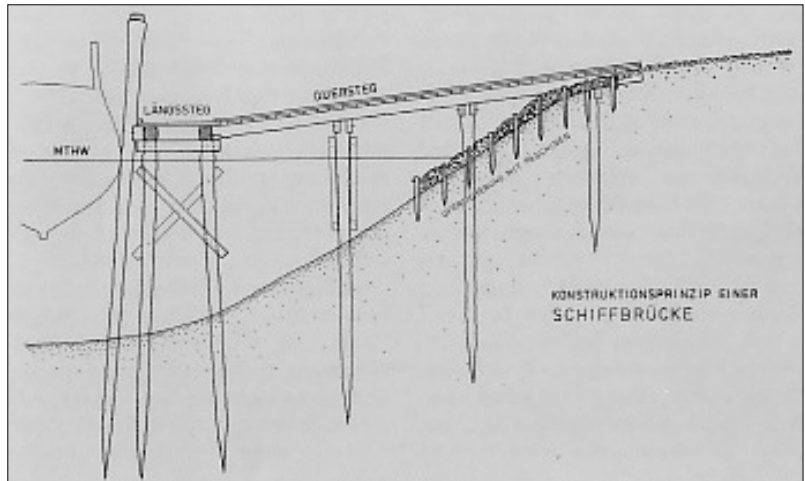 LÄNGSSTEG
QUERSTEG
MTHW
KONSTRUKTIONSPRINZIP EINER
SCHIFFBRÜCKE